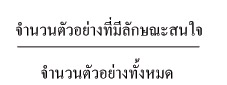 จำนวนตัวอย่างที่มีลักษณะสนใจ
จำนวนตัวอย่างทั้งหมด